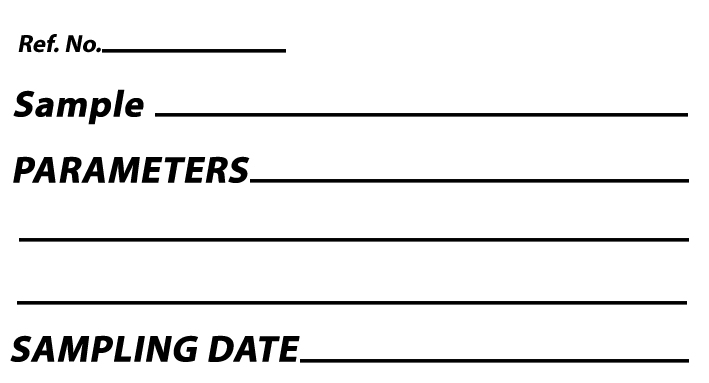 Ref. No.
Sample
PARAMETERS
SAMPLING DATE